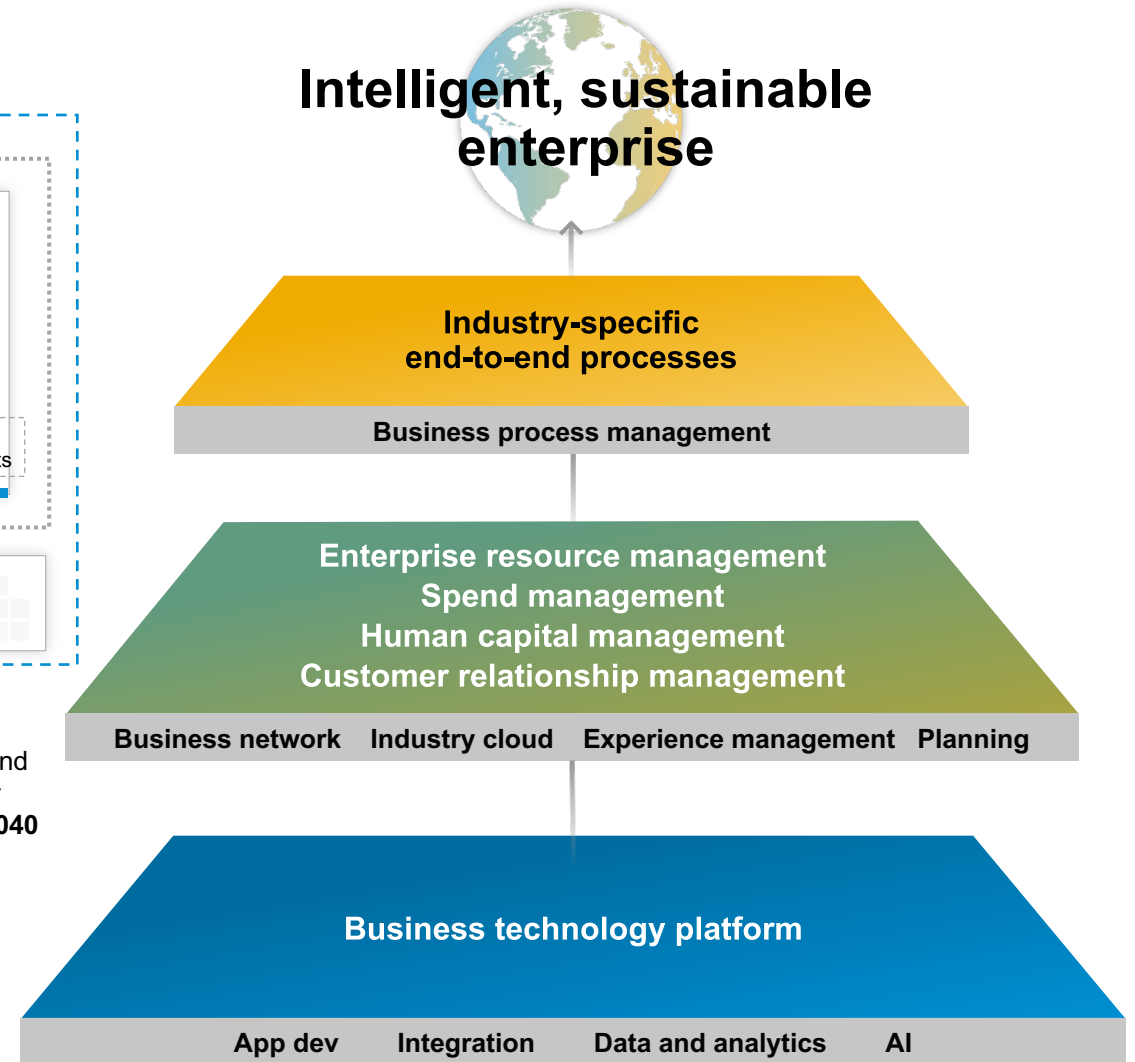 Intelligent, sustainable
enterprise
Industry-specific
end-to-end processes
Business process management
Enterprise resource management
Spend management
Human capital management
Customer relationship management
Business network Industry cloud Experience management Planning
Business technology platform
App dev Integration Data and analytics AI